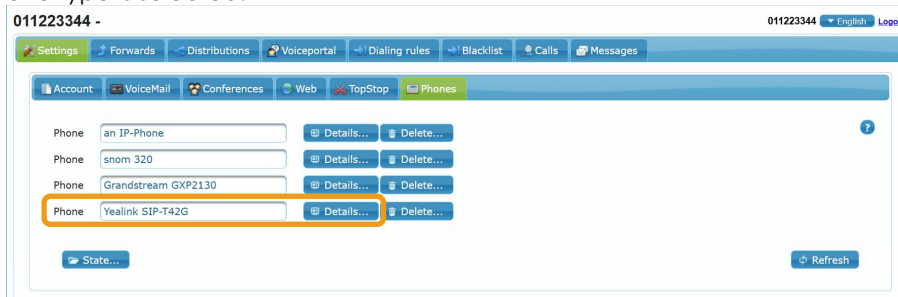 011223344 -
011223344 English Logo
Settings Forwards Distributions Voiceportal Dialing rules Blacklist Calls Messages
Account VoiceMail Conferences Web TopStop Phones
Phone an IP-Phone Details... Delete...
?
Phone snom 320 Details... Delete...
Phone Grandstream GXP2130 Details... Delete...
Phone Yealink SIP-T42G Details... Delete...
State... Refresh